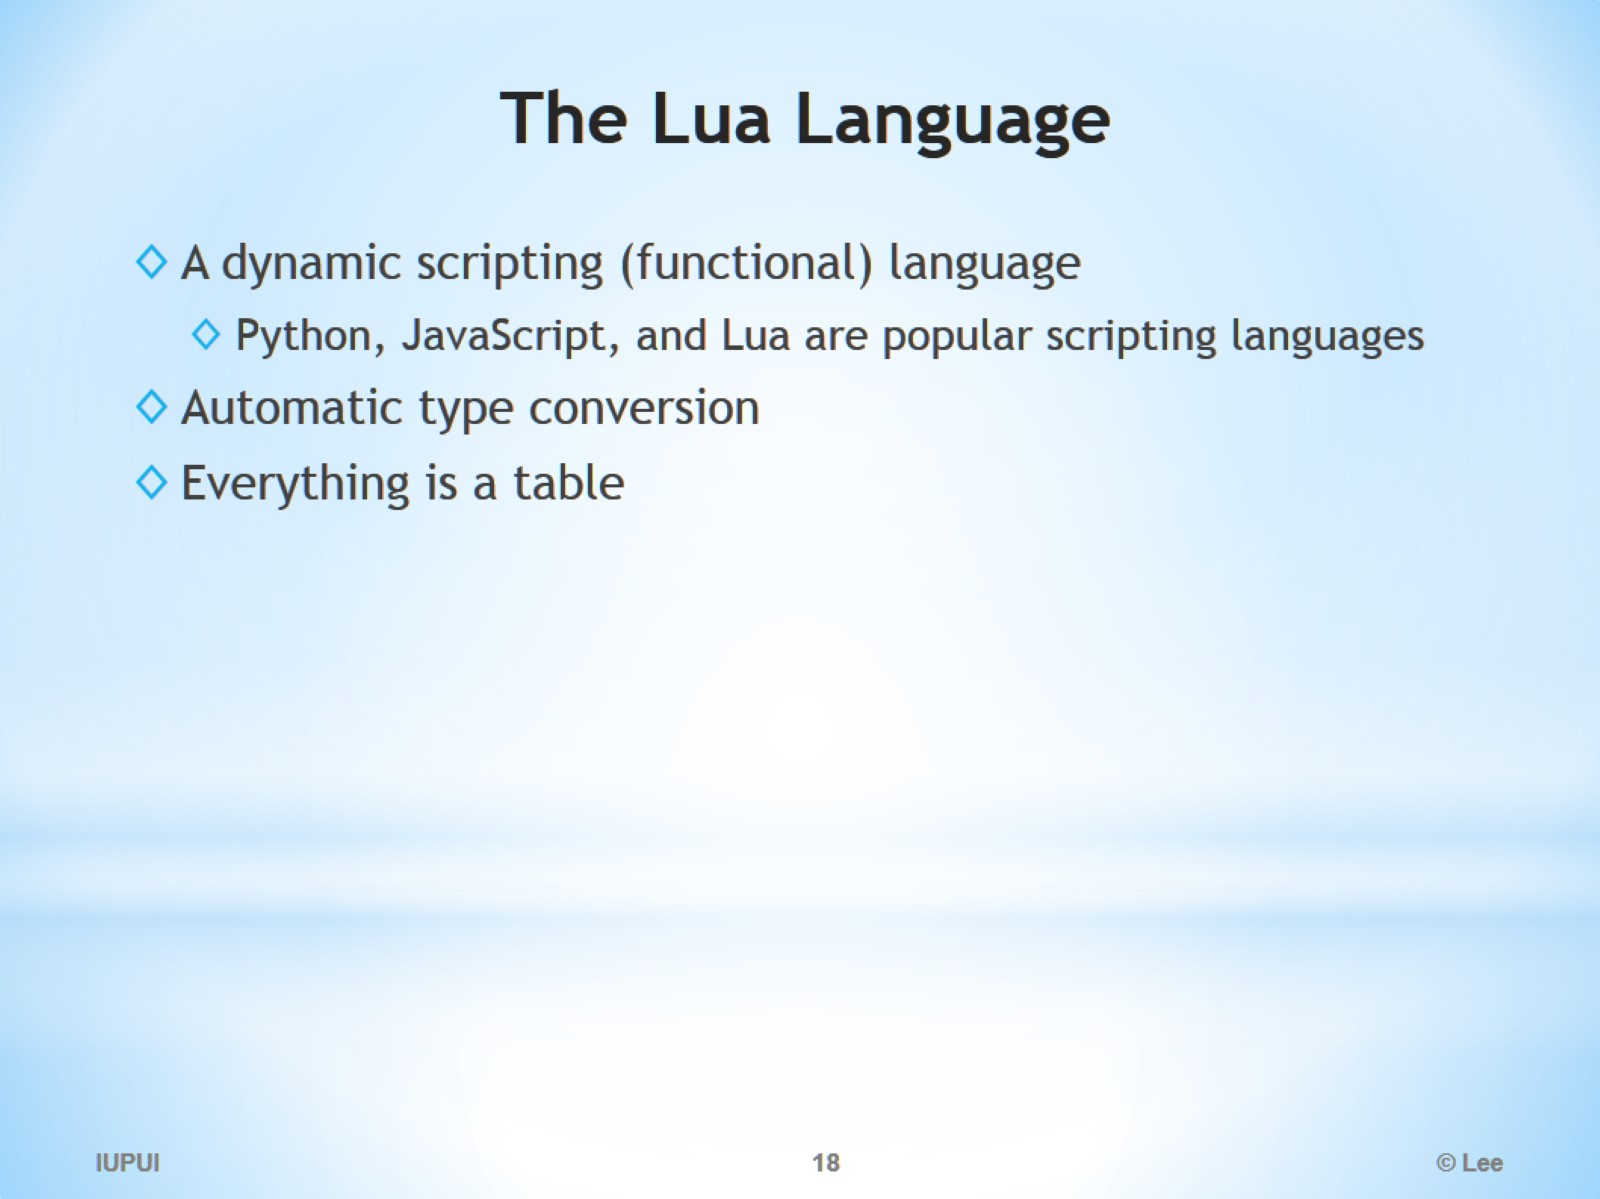 The Lua Language
A dynamic scripting (functional) language
Python, JavaScript, and Lua are popular scripting languages
Automatic type conversion
Everything is a table
IUPUI 18 © Lee